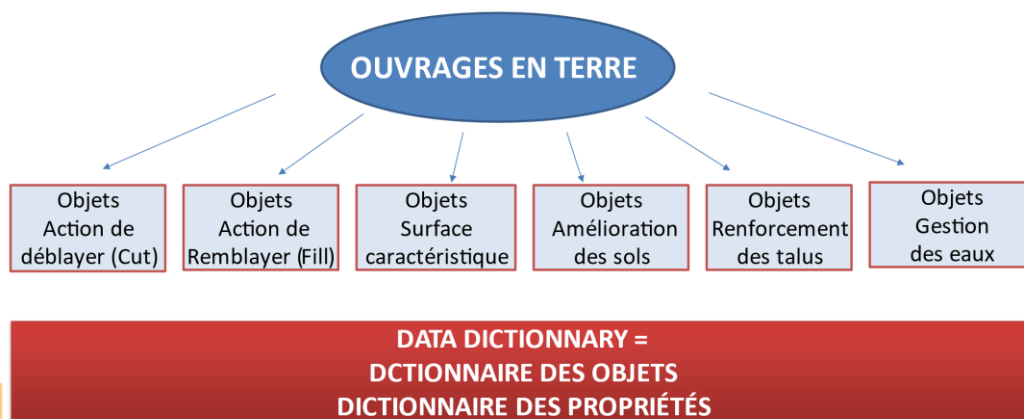 OUVRAGES EN TERRE
Objets
Action de
déblayer (Cut)
Objets
Action de
Remblayer (Fill)
Objets
Surface
caractéristique
Objets
Amélioration
des sols
Objets
Renforcement
des talus
Objets
Gestion
des eaux
DATA DICTIONNARY =
DCTIONNAIRE DES OBJETS
DICTIONNAIRE DES PROPRIÉTÉS